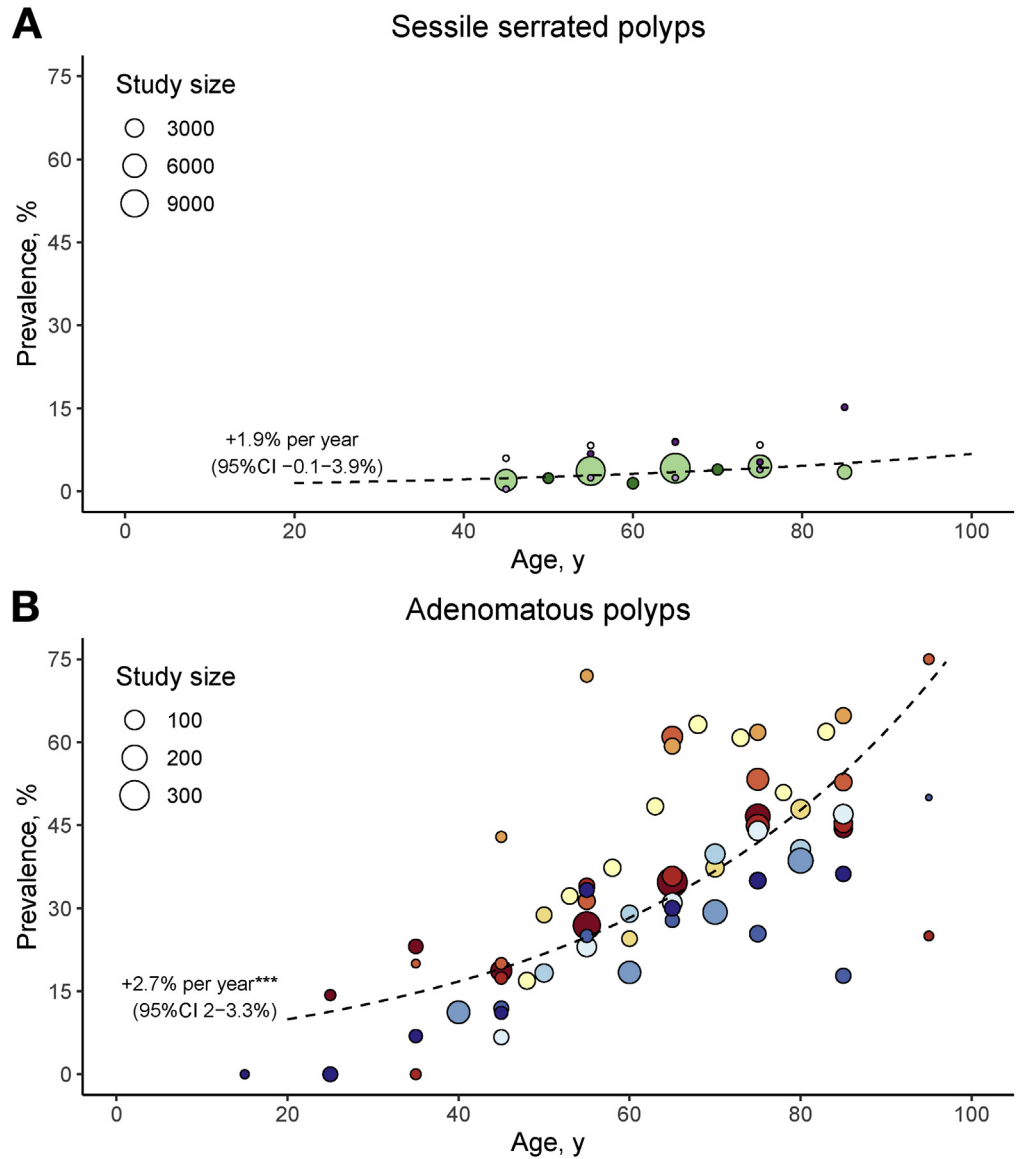 A
Sessile serrated polyps
Study size
3000
6000
9000
75
60
45
30
15
0
Prevalence, %
+1.9% per year
(95%CI −0.1−3.9%)
0 20 40 60 80 100
Age, y
B
Adenomatous polyps
Study size
100
200
300
75
60
45
30
15
0
Prevalence, %
+2.7% per year***
(95%CI 2−3.3%)
0 20 40 60 80 100
Age, y